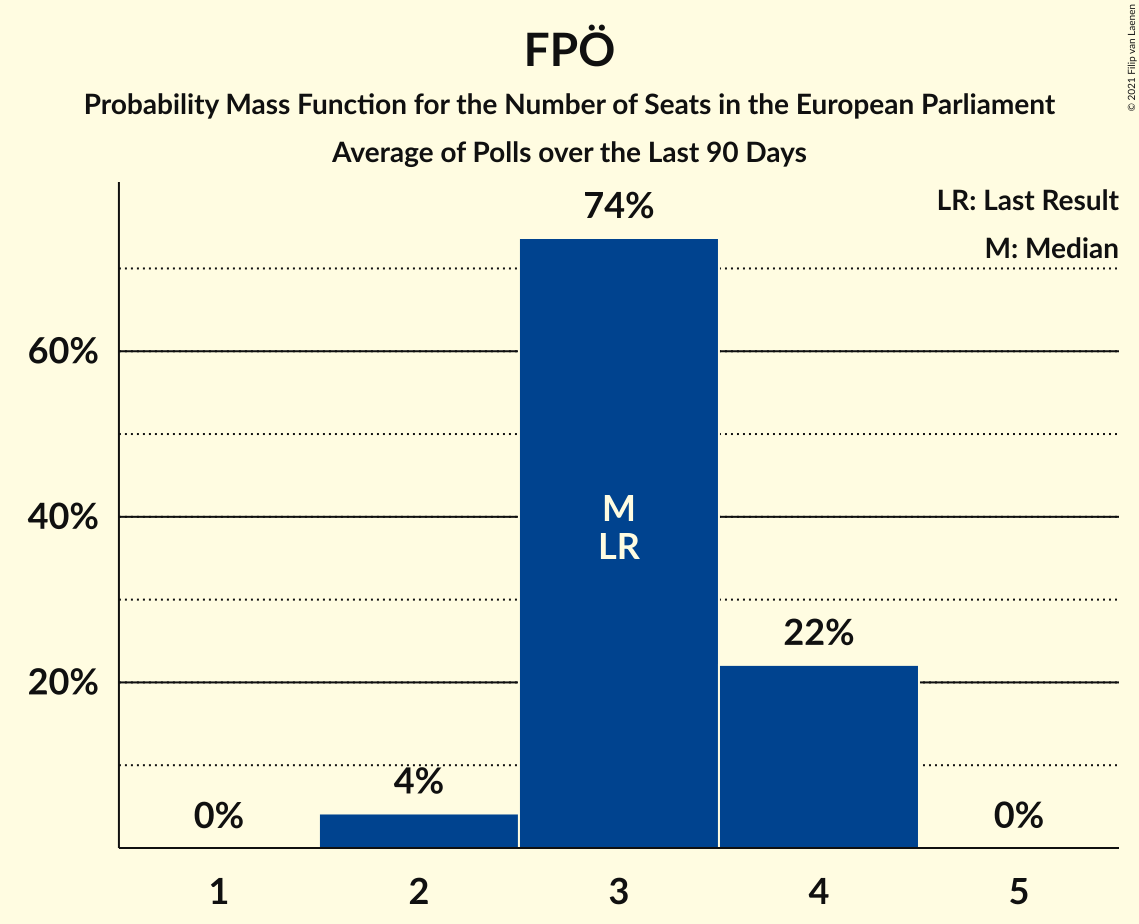 FPÖ
Probability Mass Function for the Number of Seats in the European Parliament
Average of Polls over the Last 90 Days
© 2021 Filip van Laenen
LR: Last Result
M: Median
74%
60%
M
40%
LR
22%
20%
4%
0%
0%
1 2 3 4 5